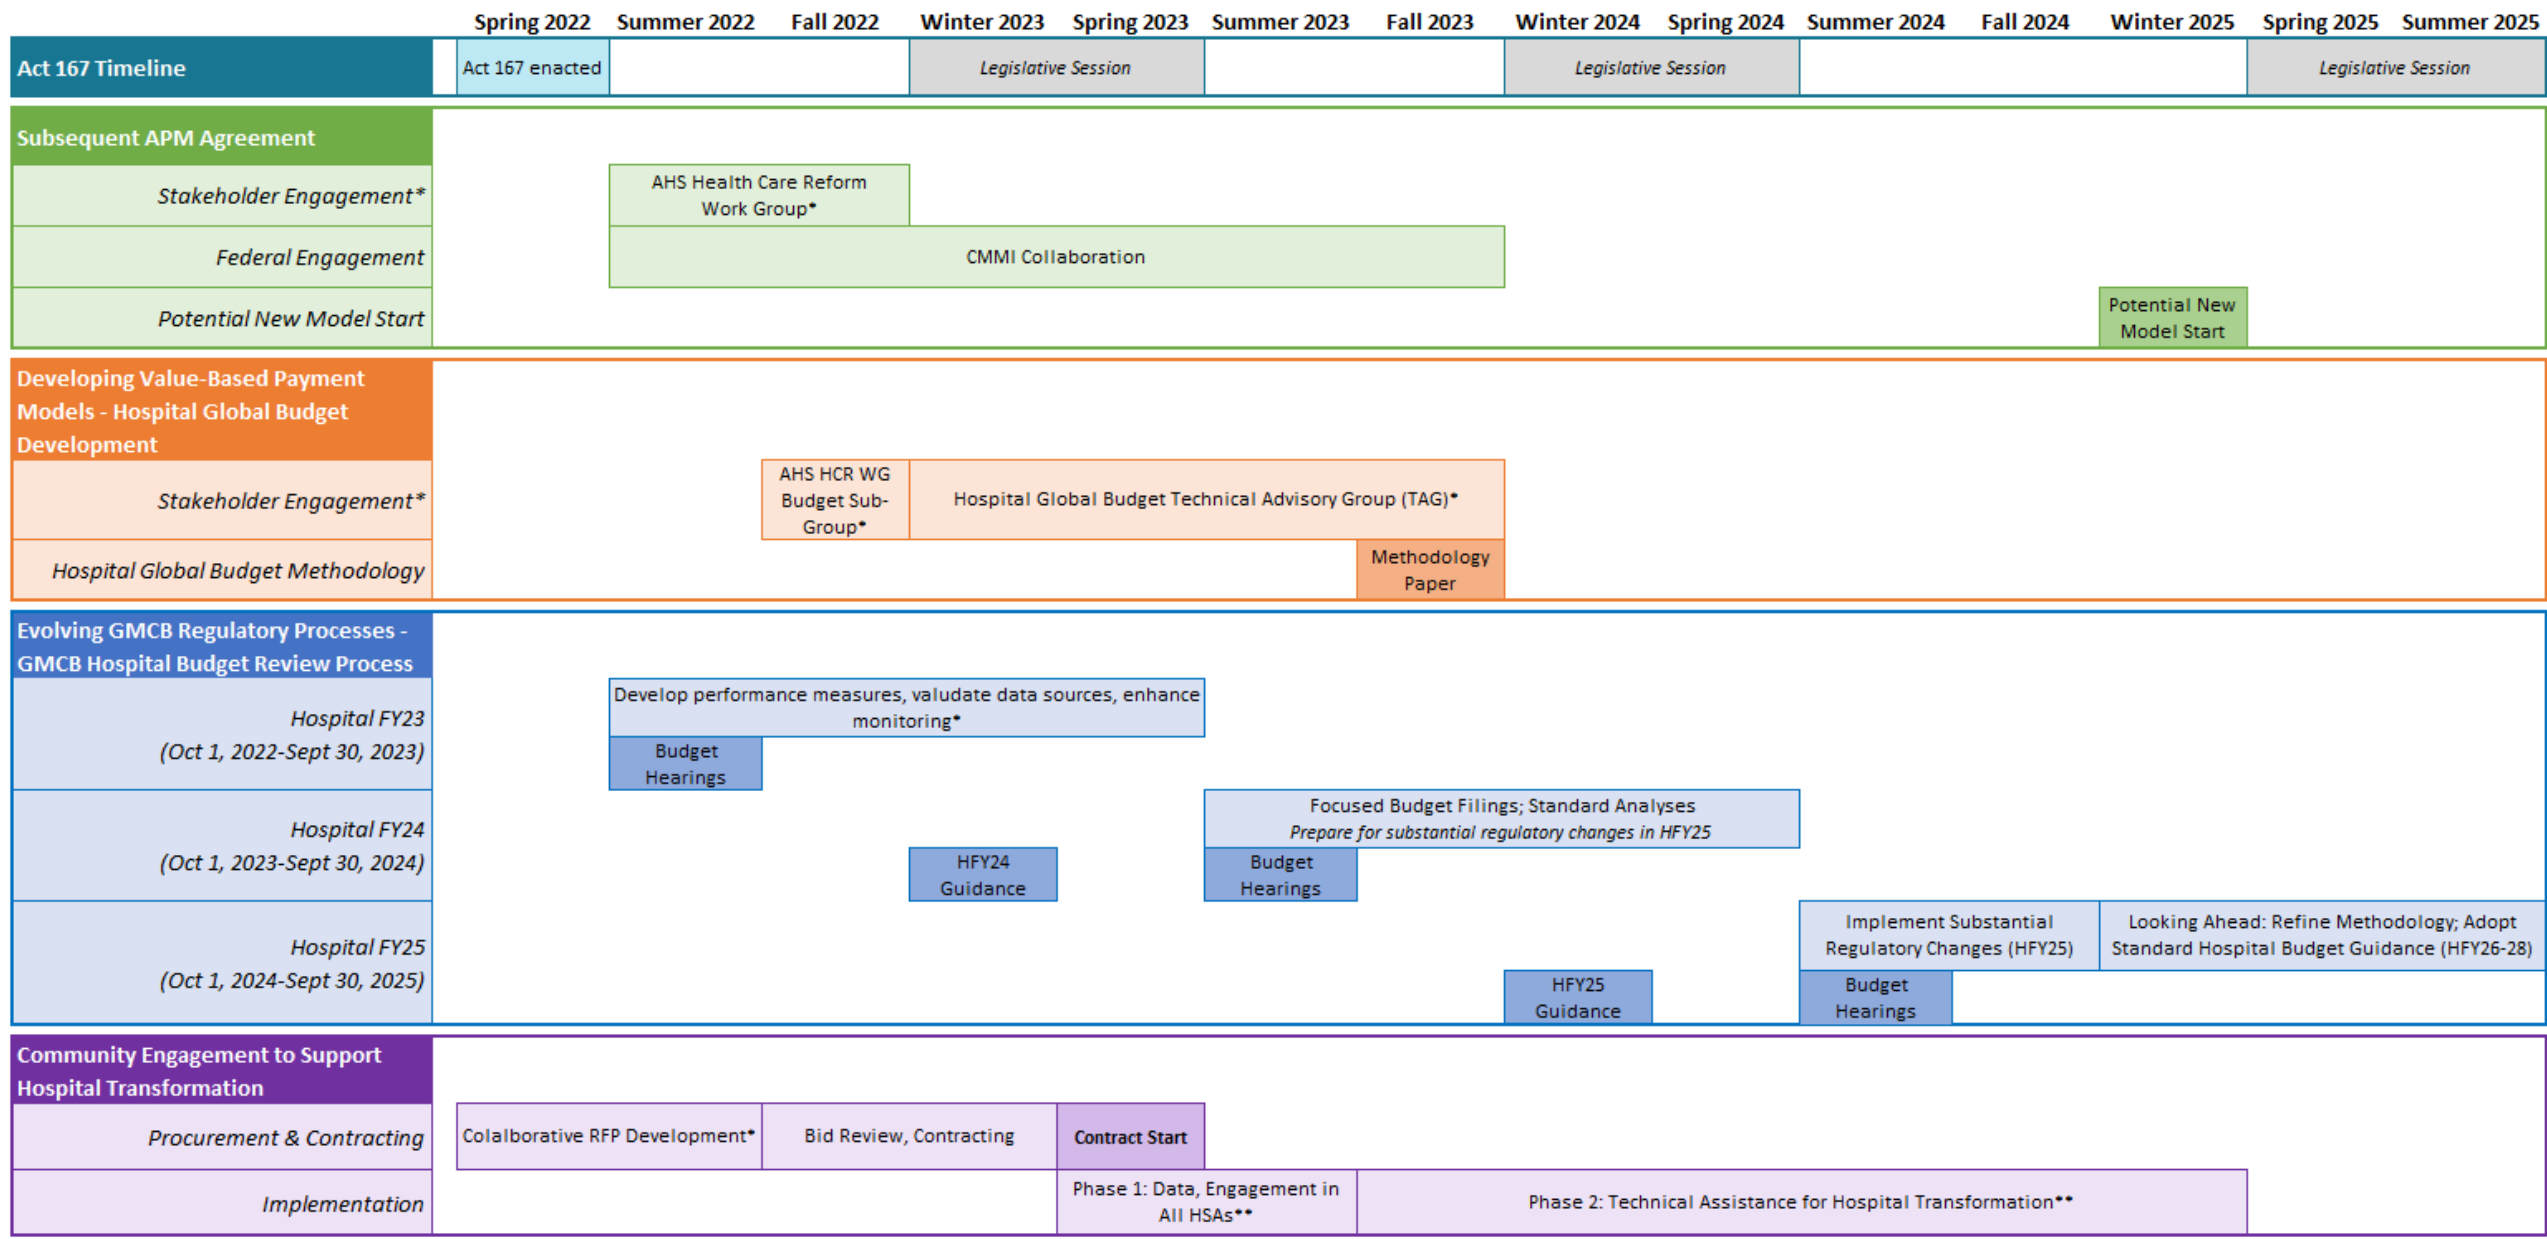 Spring 2022 Summer 2022 Fall 2022 Winter 2023 Spring 2023 Summer 2023 Fall 2023 Winter 2024 Spring 2024 Summer 2024 Fall 2024 Winter 2025 Spring 2025 Summer 2025
Act 167 Timeline
Act 167 enacted
Legislative Session
Legislative Session
Legislative Session
Subsequent APM Agreement
Stakeholder Engagement*
AHS Health Care Reform
Work Group*
Federal Engagement
CMMI Collaboration
Potential New Model Start
Potential New
Model Start
Developing Value-Based Payment
Models - Hospital Global Budget
Development
Stakeholder Engagement*
AHS HCR WG
Budget Sub-
Group*
Hospital Global Budget Technical Advisory Group (TAG)*
Hospital Global Budget Methodology
Methodology
Paper
Evolving GMCB Regulatory Processes -
GMCB Hospital Budget Review Process
Hospital FY23
(Oct 1, 2022-Sept 30, 2023)
Develop performance measures, valudate data sources, enhance
monitoring*
Budget
Hearings
Hospital FY24
(Oct 1, 2023-Sept 30, 2024)
Focused Budget Filings; Standard Analyses
Prepare for substantial regulatory changes in HFY25
HFY24
Guidance
Budget
Hearings
Hospital FY25
(Oct 1, 2024-Sept 30, 2025)
Implement Substantial
Regulatory Changes (HFY25)
Looking Ahead: Refine Methodology; Adopt
Standard Hospital Budget Guidance (HFY26-28)
HFY25
Guidance
Budget
Hearings
Community Engagement to Support
Hospital Transformation
Procurement & Contracting
Colalborative RFP Development*
Bid Review, Contracting
Contract Start
Implementation
Phase 1: Data, Engagement in
All HSAs**
Phase 2: Technical Assistance for Hospital Transformation**